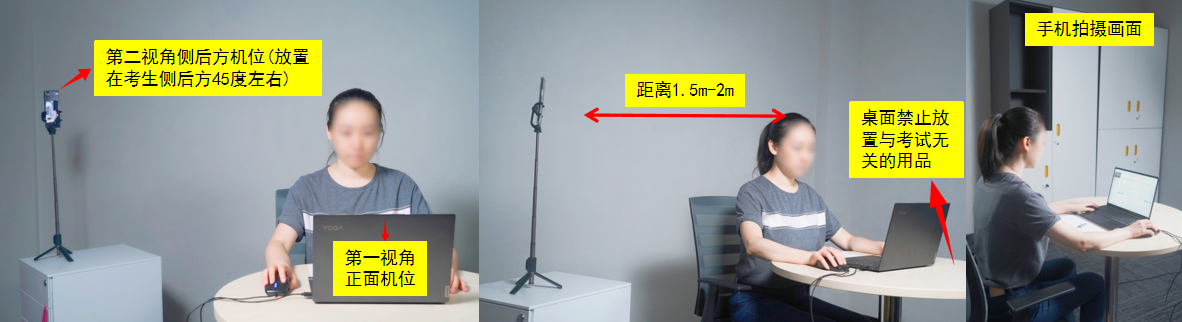 第二视角侧后方机位(放置
在考生侧后方45度左右)
YOGA
第一视角
正面机位
距离1.5m-2m
桌面禁止放
置与考试无
关的用品
手机拍摄画面